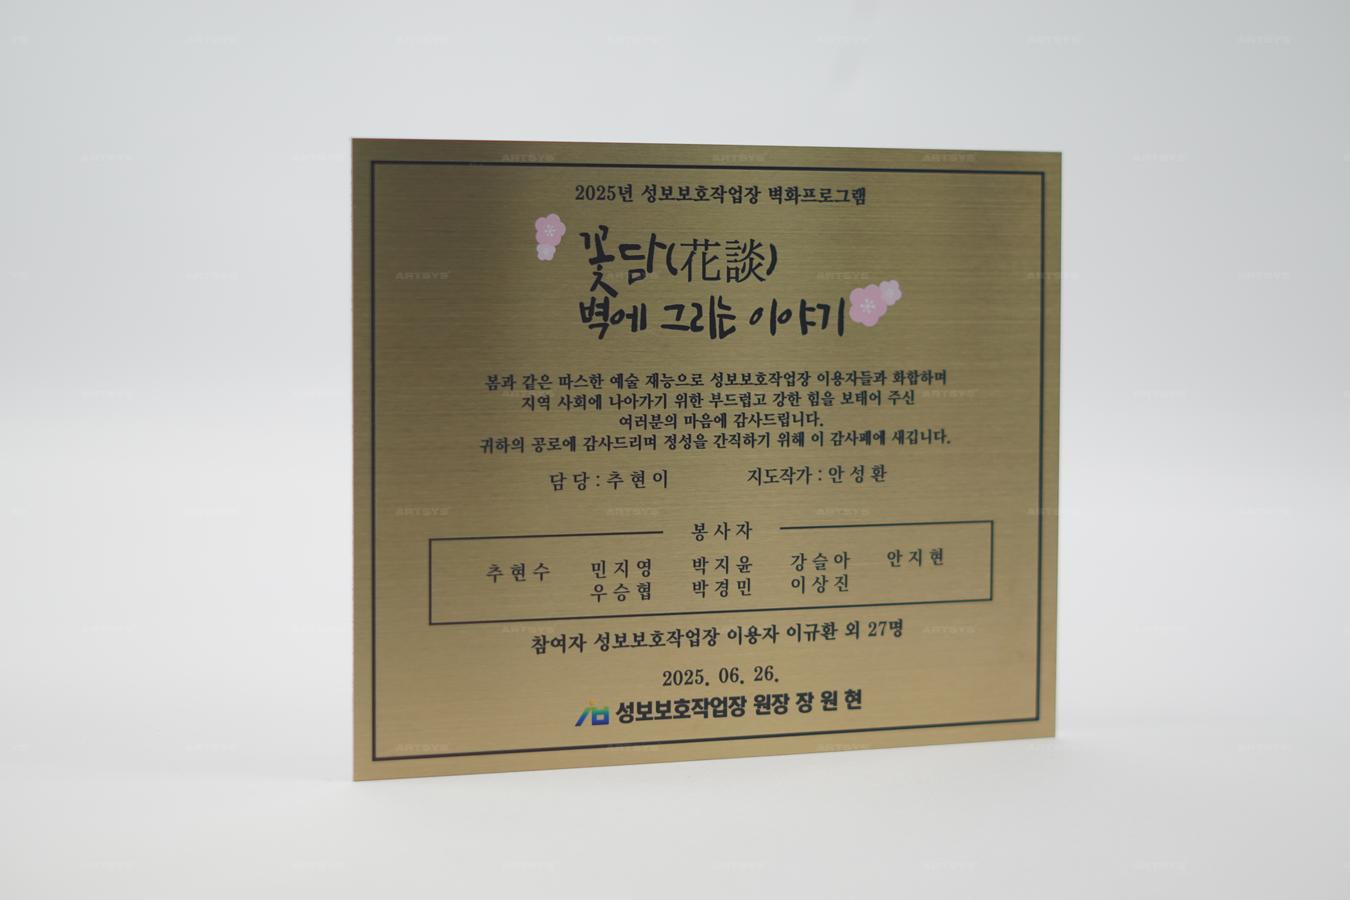 2025년 성보보호작업장 벽화프로그램
꽃담(花談)
벽에 그리는 이야기
봄과 같은 따스한 예술 재능으로 성보보호작업장 이용자들과 화합하며
지역 사회에 나아가기 위한 부드럽고 강한 힘을 보태어 주신
여러분의 마음에 감사드립니다.
귀하의 공로에 감사드리며 정성을 간직하기 위해 이 감사패에 새깁니다.
담 당 : 추 현 이 지도작가 : 안 성 환
봉 사 자
추 현 수 민 지 영 박 지 윤 강 슬 아 안 지 현
우 승 협 박 경 민 이 상 진
참여자 성보보호작업장 이용자 이규환 외 27명
2025. 06. 26.
성보보호작업장 원장 장 원 현
ARTSYS